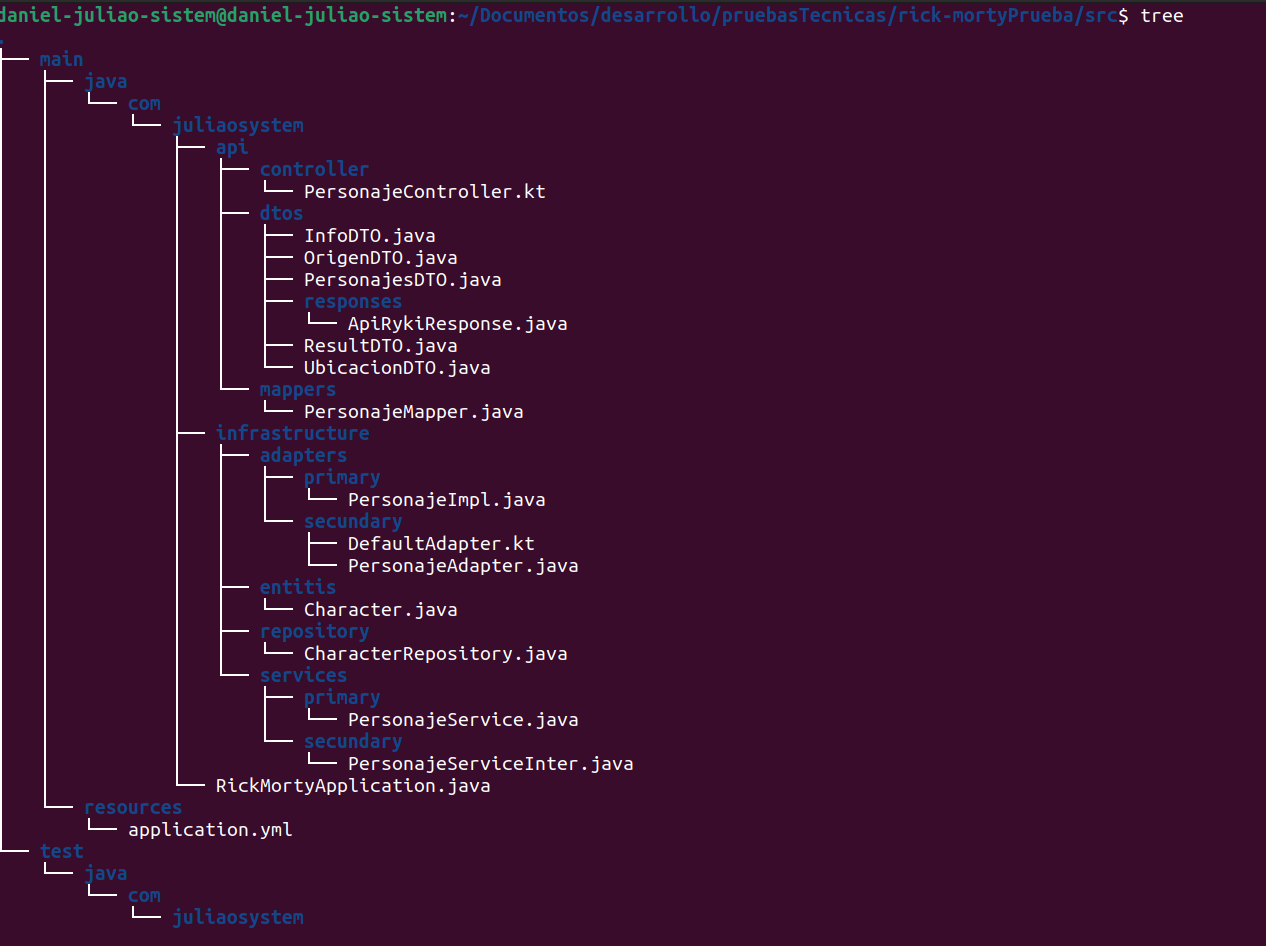 daniel-juliao-sistem@daniel-juliao-sistem:~/Documentos/desarrollo/pruebasTecnicas/rick-mortyPrueba/src$ tree
.
├── main
│   └── java
│       └── com
│           └── juliaosystem
│               ├── api
│               │   ├── controller
│               │   │   └── PersonajeController.kt
│               │   ├── dtos
│               │   │   ├── InfoDTO.java
│               │   │   ├── OrigenDTO.java
│               │   │   ├── PersonajesDTO.java
│               │   │   ├── responses
│               │   │   │   └── ApiRykiResponse.java
│               │   │   ├── ResultDTO.java
│               │   │   └── UbicacionDTO.java
│               │   └── mappers
│               │       └── PersonajeMapper.java
│               ├── infrastructure
│               │   ├── adapters
│               │   │   ├── primary
│               │   │   │   └── PersonajeImpl.java
│               │   │   └── secundary
│               │   │       ├── DefaultAdapter.kt
│               │   │       └── PersonajeAdapter.java
│               │   ├── entitis
│               │   │   └── Character.java
│               │   ├── repository
│               │   │   └── CharacterRepository.java
│               │   └── services
│               │       ├── primary
│               │       │   └── PersonajeService.java
│               │       └── secundary
│               │           └── PersonajeServiceInter.java
│               └── RickMortyApplication.java
│   └── resources
│       └── application.yml
└── test
    └── java
        └── com
            └── juliaosystem